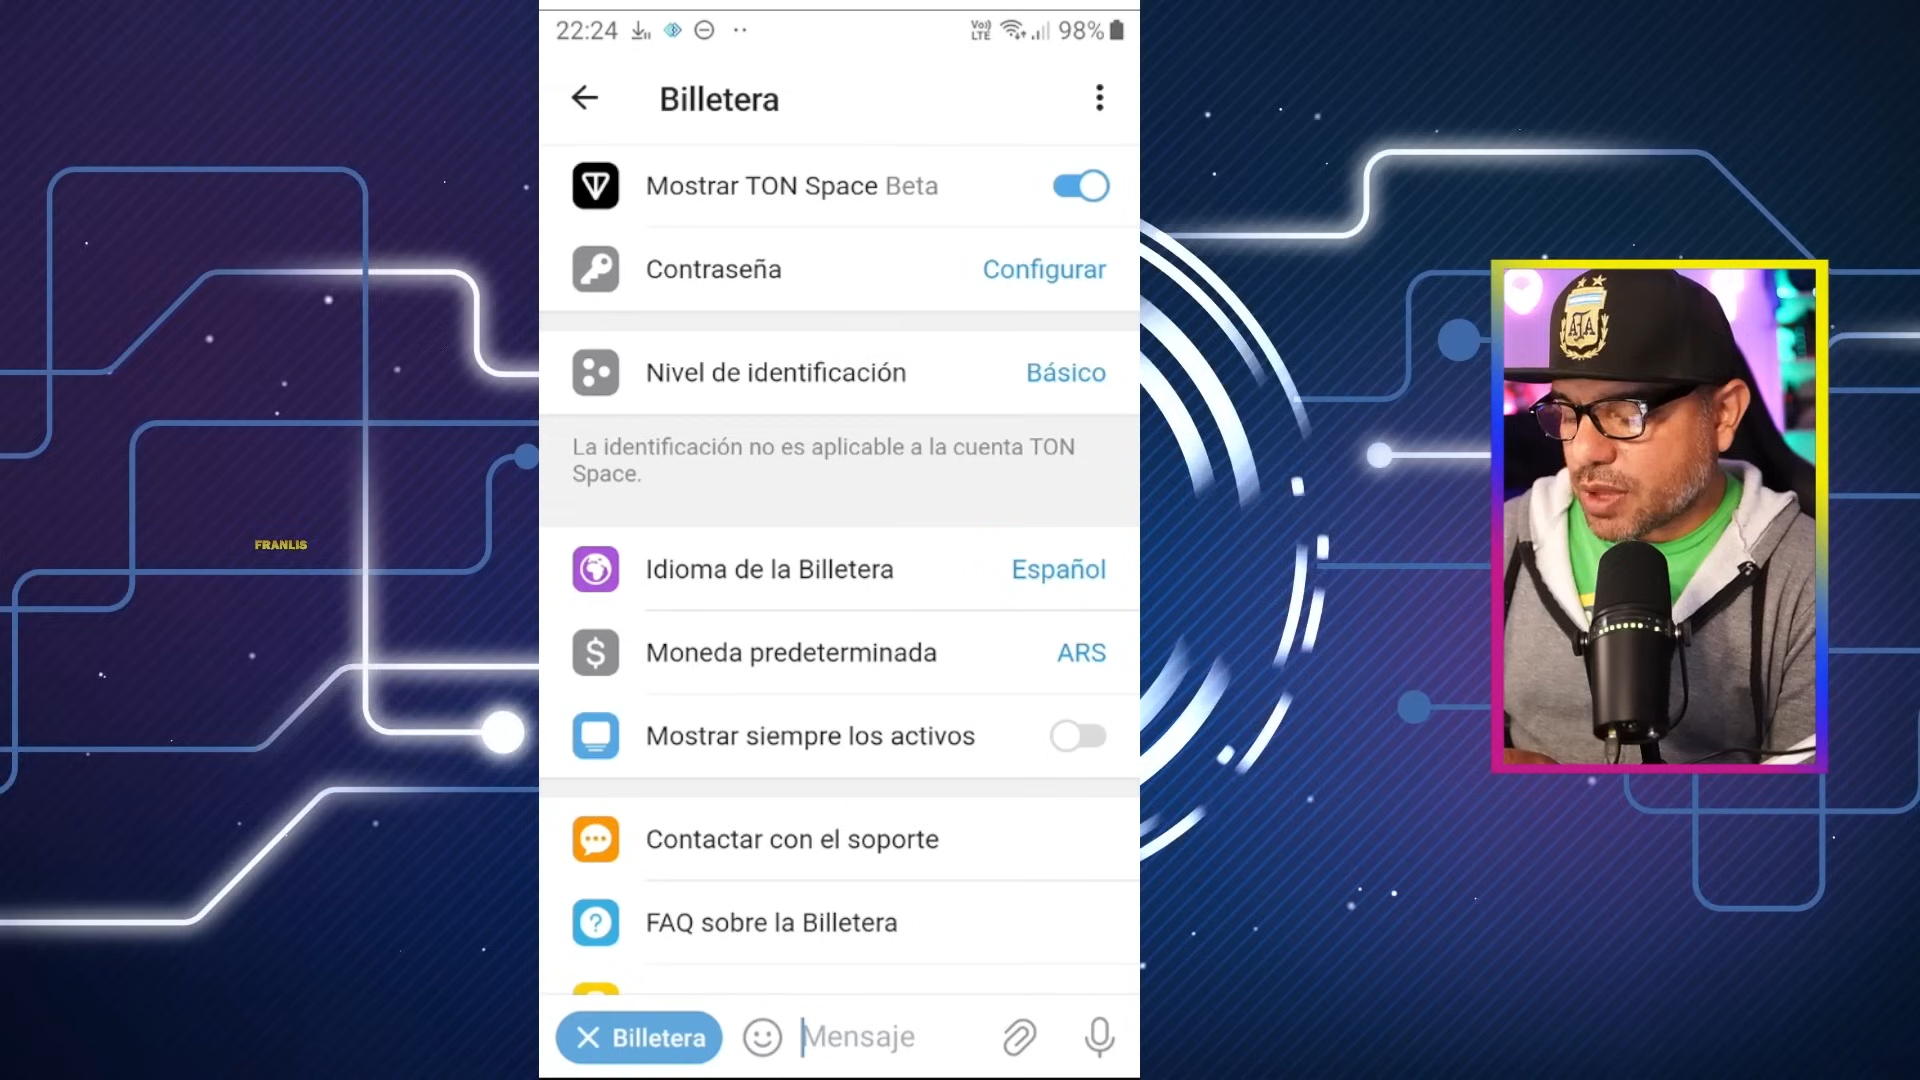 22:24
Vo)) LTE
98%
Billetera
Mostrar TON Space Beta
Contraseña
Configurar
Nivel de identificación
Básico
La identificación no es aplicable a la cuenta TON
Space.
Idioma de la Billetera
Español
Moneda predeterminada
ARS
Mostrar siempre los activos
Contactar con el soporte
FAQ sobre la Billetera
Billetera
Mensaje
FRANLIS
AFA